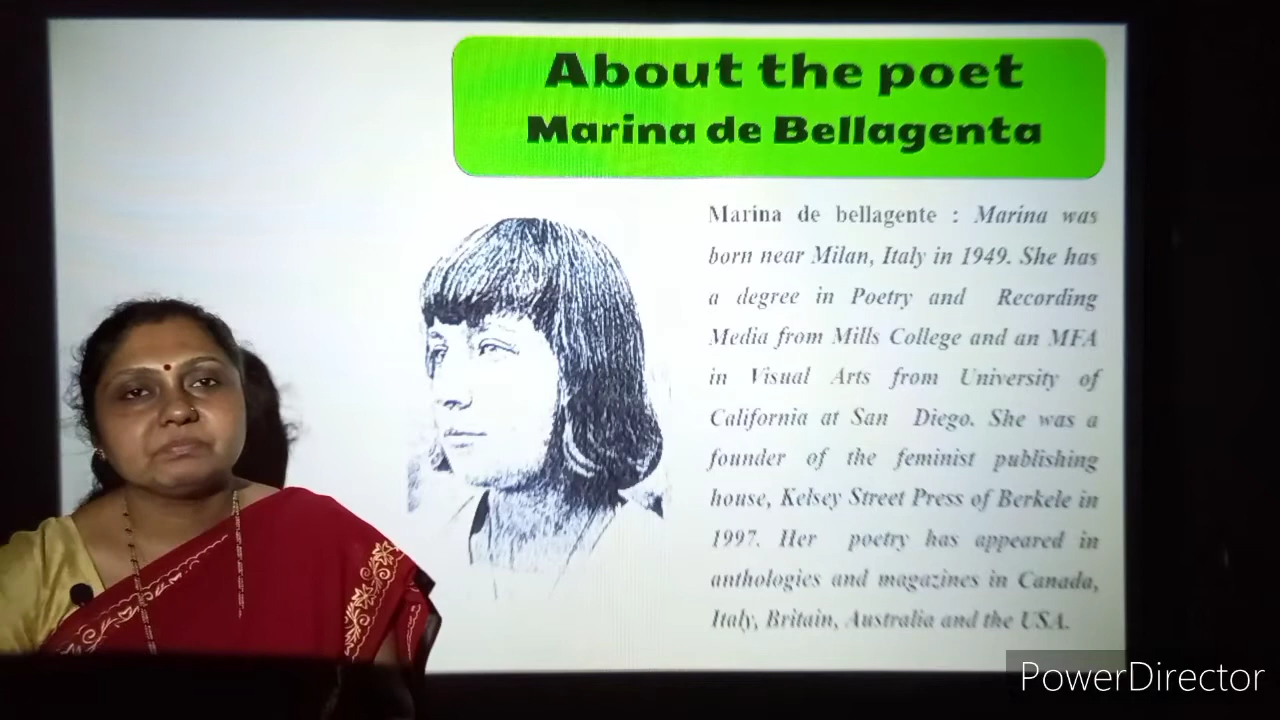 About the poet
Marina de Bellagenta
Marina de bellagente : Marina was
born near Milan, Italy in 1949. She has
a degree in Poetry and Recording
Media from Mills College and an MFA
in Visual Arts from University of
California at San Diego. She was a
founder of the feminist publishing
house, Kelsey Street Press of Berkele in
1997. Her poetry has appeared in
anthologies and magazines in Canada,
Italy, Britain, Australia and the USA.
PowerDirector